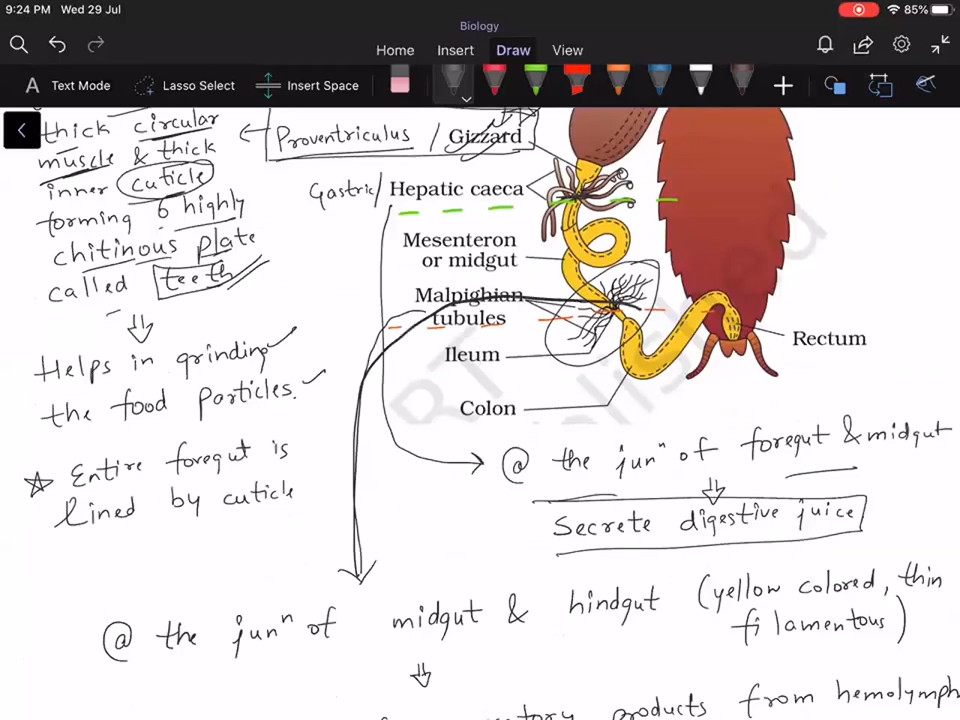 9:24 PM Wed 29 Jul
85%
Biology
Home Insert Draw View
Text Mode Lasso Select Insert Space
thick circular
muscle & thick
inner cuticle
forming 6 highly
chitinous plate
called teeth
Proventriculus / Gizzard
Gastric/ Hepatic caeca
Mesenteron
or midgut
Malpighian
tubules
Ileum
Colon
Rectum
Helps in grinding
the food particles.
Entire foregut is
lined by cuticle
@ the junⁿ of foregut & midgut
Secrete digestive juice
@ the junⁿ of midgut & hindgut (yellow colored, thin
filamentous)
products from hemolymph